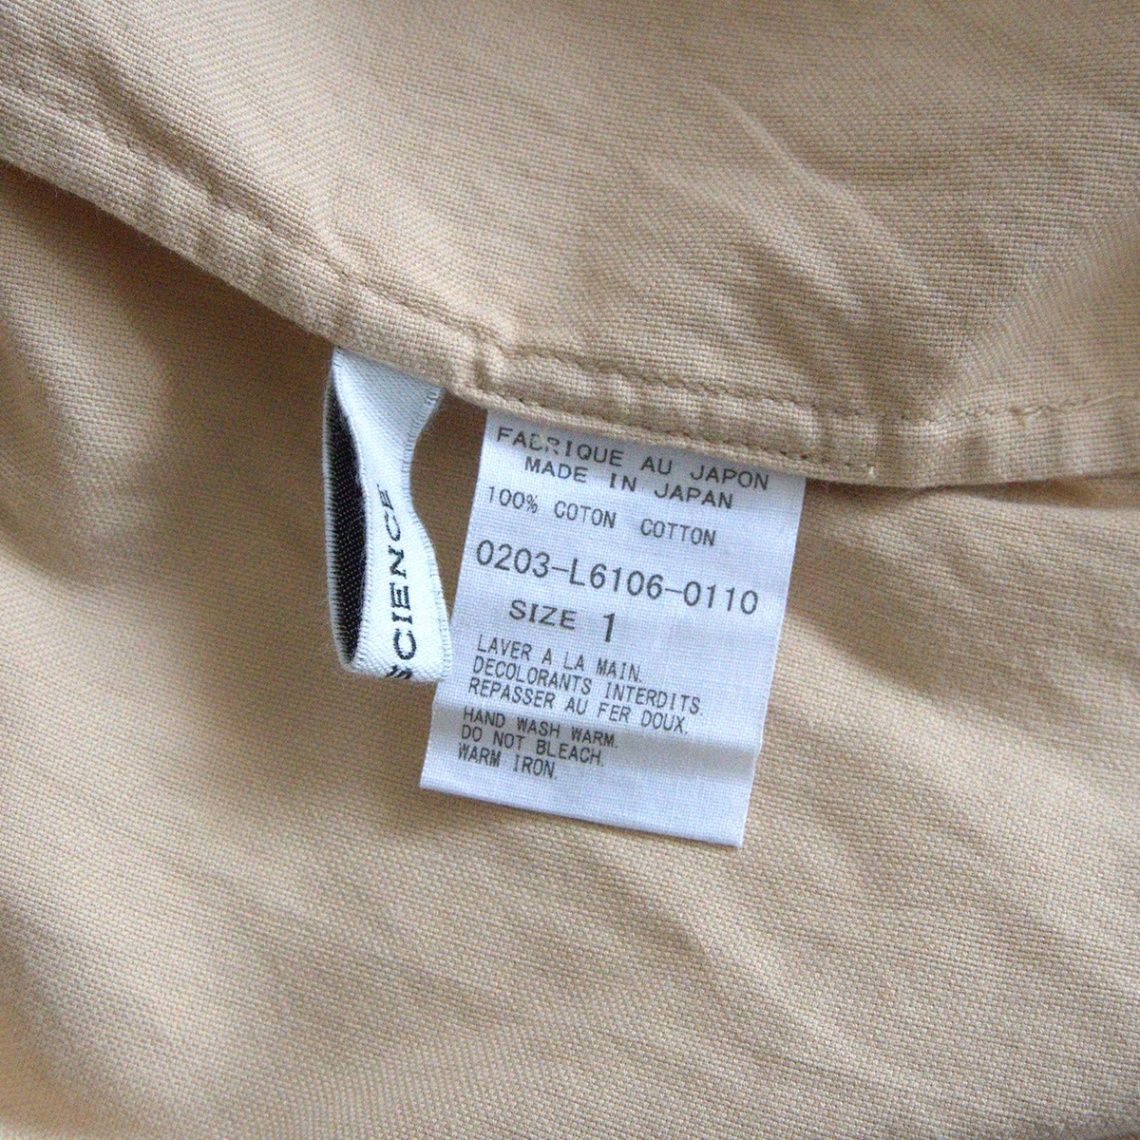 SCIENCE
FABRIQUE AU JAPON
MADE IN JAPAN
100% COTON COTTON
0203-L6106-0110
SIZE 1
LAVER A LA MAIN.
DECOLORANTS INTERDITS.
REPASSER AU FER DOUX.
HAND WASH WARM.
DO NOT BLEACH.
WARM IRON.